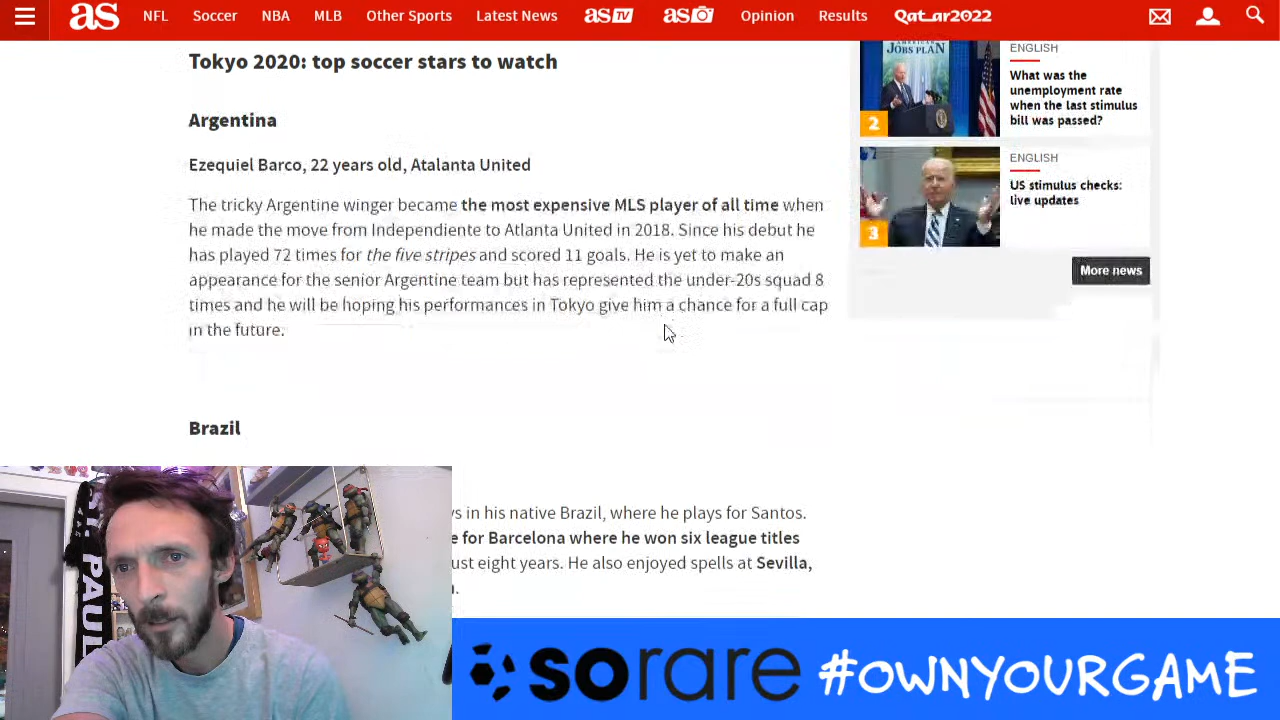 as NFL Soccer NBA MLB Other Sports Latest News as TV as Opinion Results Qatar2022
Tokyo 2020: top soccer stars to watch
Argentina
Ezequiel Barco, 22 years old, Atalanta United
The tricky Argentine winger became the most expensive MLS player of all time when
he made the move from Independiente to Atlanta United in 2018. Since his debut he
has played 72 times for the five stripes and scored 11 goals. He is yet to make an
appearance for the senior Argentine team but has represented the under-20s squad 8
times and he will be hoping his performances in Tokyo give him a chance for a full cap
in the future.
Brazil
in his native Brazil, where he plays for Santos.
for Barcelona where he won six league titles
ust eight years. He also enjoyed spells at Sevilla,
JOBS PLAN
2
ENGLISH
What was the
unemployment rate
when the last stimulus
bill was passed?
3
ENGLISH
US stimulus checks:
live updates
More news
PAUL
sorare #OWNYOURGAME